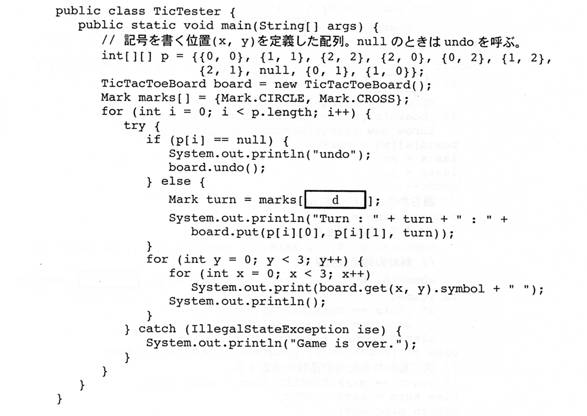 public class TicTester {
public static void main(String[] args) {
// 記号を書く位置(x, y)を定義した配列。null のときは undo を呼ぶ。
int[][] p = {{0, 0}, {1, 1}, {2, 2}, {2, 0}, {0, 2}, {1, 2},
{2, 1}, null, {0, 1}, {1, 0}};
TicTacToeBoard board = new TicTacToeBoard();
Mark marks[] = {Mark.CIRCLE, Mark.CROSS};
for (int i = 0; i < p.length; i++) {
try {
if (p[i] == null) {
System.out.println("undo");
board.undo();
} else {
Mark turn = marks[ d ];
System.out.println("Turn : " + turn + " : " +
board.put(p[i][0], p[i][1], turn));
}
for (int y = 0; y < 3; y++) {
for (int x = 0; x < 3; x++)
System.out.print(board.get(x, y).symbol + " ");
System.out.println();
}
} catch (IllegalStateException ise) {
System.out.println("Game is over.");
}
}
}
}